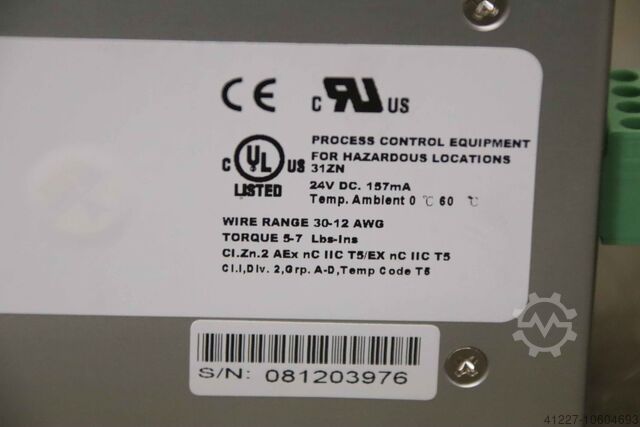 CE
c RU US
c UL US
LISTED
PROCESS CONTROL EQUIPMENT
FOR HAZARDOUS LOCATIONS
31ZN
24V DC. 157mA
Temp. Ambient 0 ℃ 60 ℃
WIRE RANGE 30-12 AWG
TORQUE 5-7 Lbs-Ins
Cl.Zn.2 AEx nC IIC T5/EX nC IIC T5
Cl.I,Div. 2,Grp. A-D,Temp Code T5
S/N: 081203976
41227-10604693